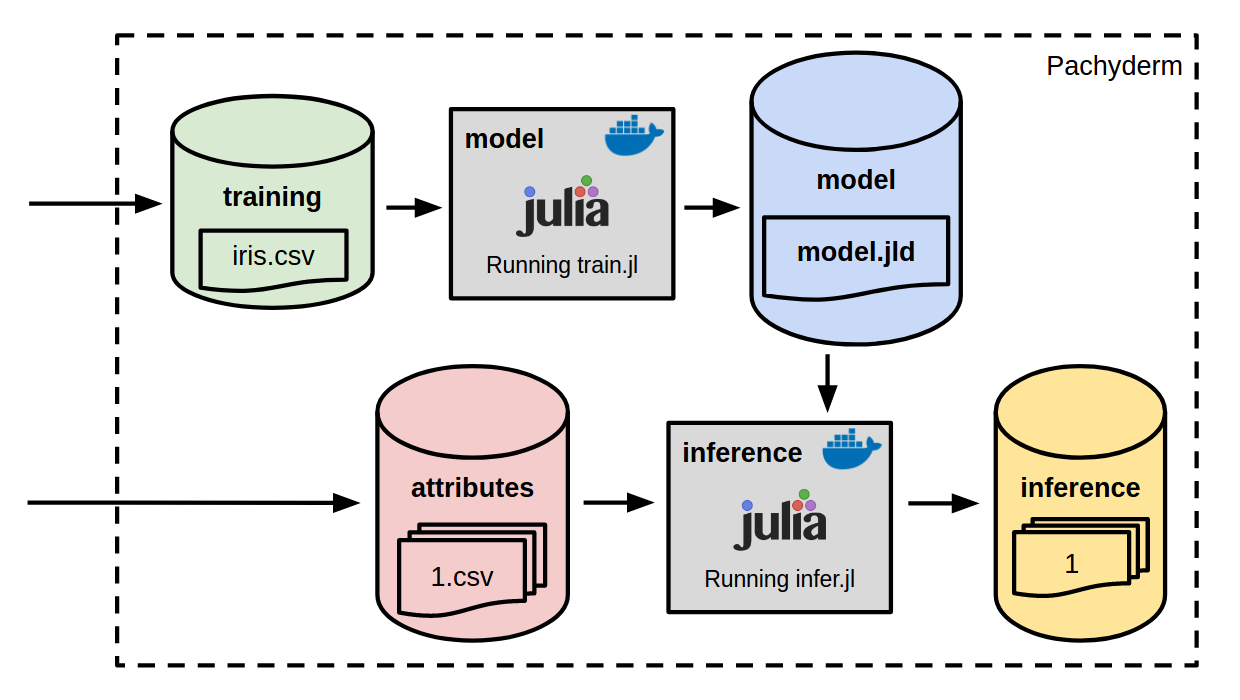 Pachyderm
training
iris.csv
model
julia
Running train.jl
model
model.jld
attributes
1.csv
inference
julia
Running infer.jl
inference
1